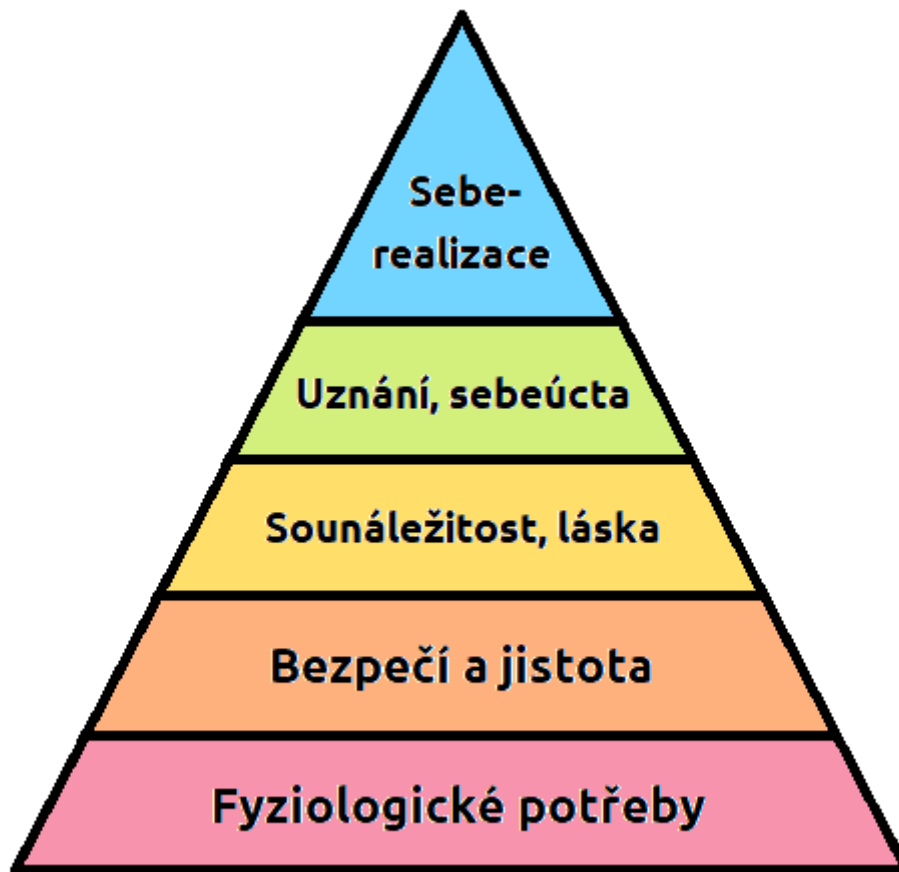 Sebe-
realizace
Uznání, sebeúcta
Sounáležitost, láska
Bezpečí a jistota
Fyziologické potřeby